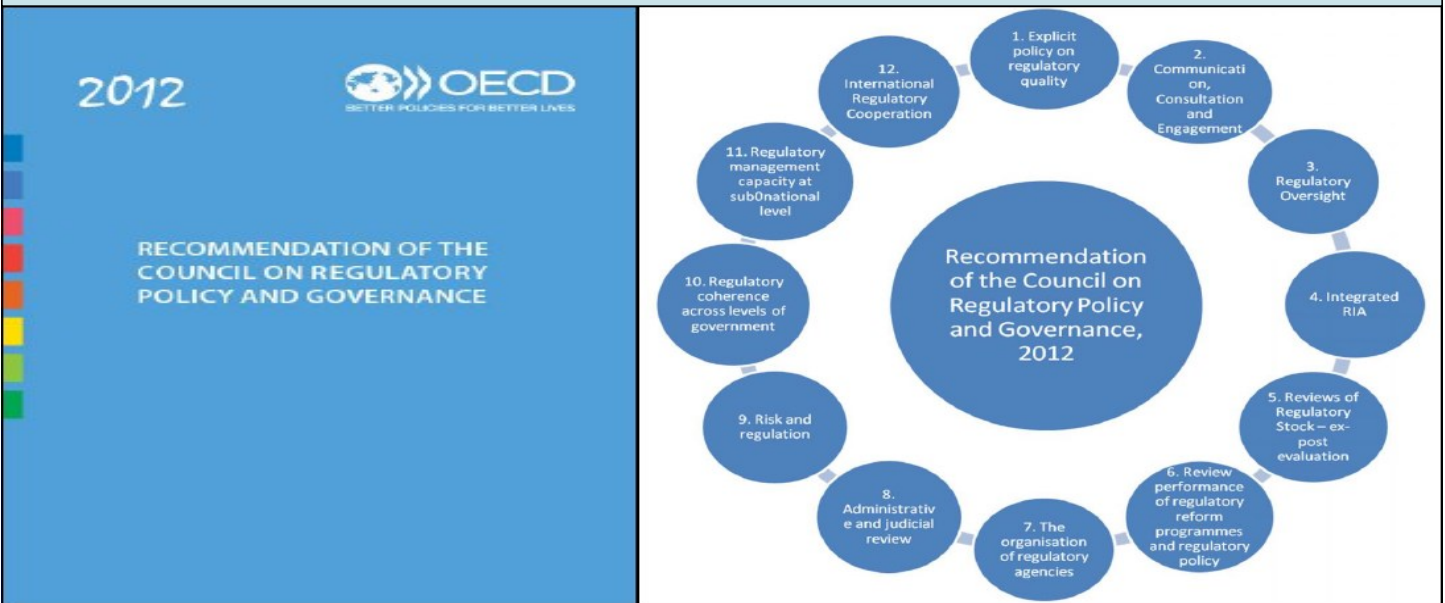 2012
OECD
BETTER POLICIES FOR BETTER LIVES
RECOMMENDATION OF THE
COUNCIL ON REGULATORY
POLICY AND GOVERNANCE
1. Explicit
policy on
regulatory
quality
2.
Communicati
on,
Consultation
and
Engagement
3.
Regulatory
Oversight
4. Integrated
RIA
5. Reviews of
Regulatory
Stock – ex-
post
evaluation
6. Review
performance
of regulatory
reform
programmes
and regulatory
policy
7. The
organisation
of regulatory
agencies
8.
Administrativ
e and judicial
review
9. Risk and
regulation
10. Regulatory
coherence
across levels of
government
11. Regulatory
management
capacity at
sub0national
level
12.
International
Regulatory
Cooperation
Recommendation
of the Council on
Regulatory Policy
and Governance,
2012